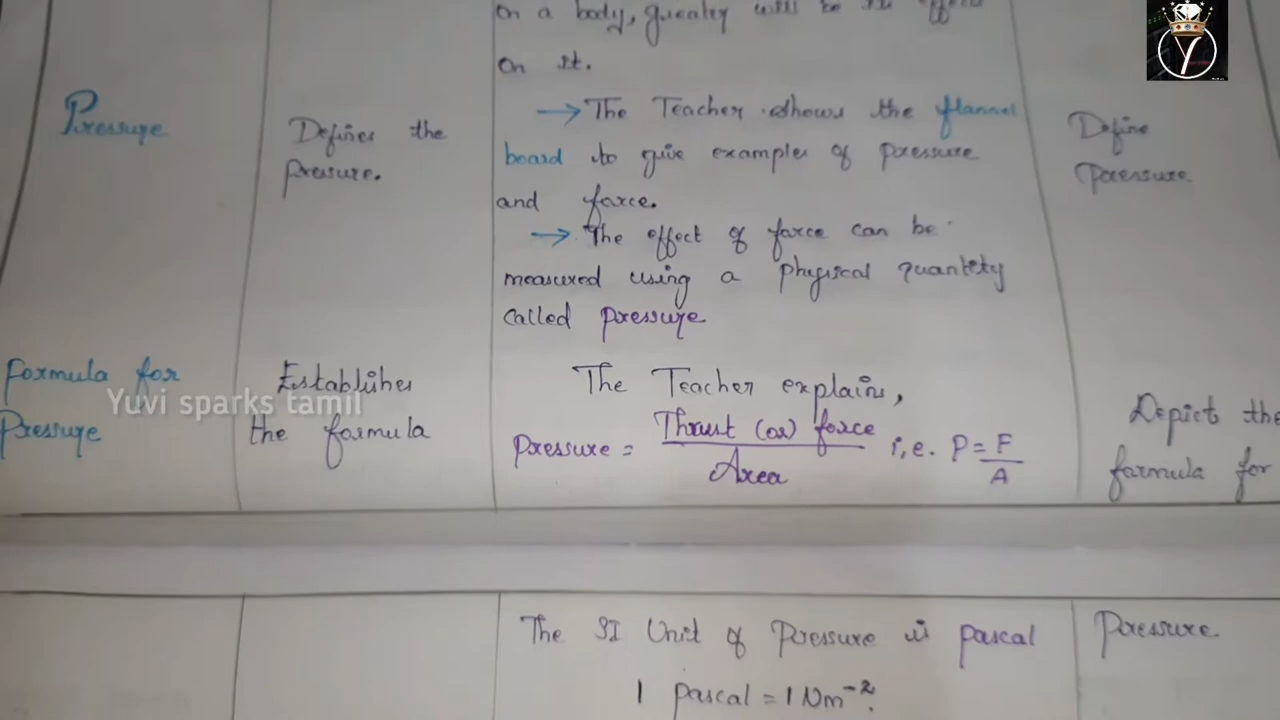 on a body, greater will be its effect
on it.
Pressure
Defines the
pressure.
→ The Teacher shows the flannel
board to give examples of pressure
and force.
→ The effect of force can be
measured using a physical quantity
called pressure
Define
pressure
Formula for
Pressure
Establishes
the formula
The Teacher explains,
Pressure = Thrust (or) force / Area i,e. P = F / A
Depict the
formula for
Yuvi sparks tamil
The SI Unit of Pressure is pascal
1 pascal = 1 Nm⁻².
Pressure.
Y